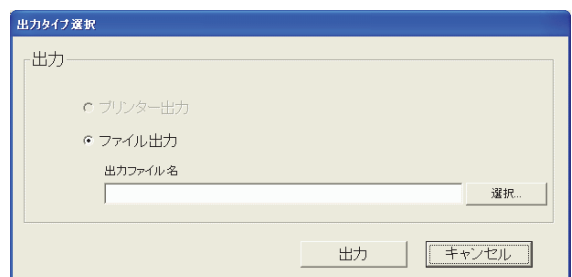 出力タイプ選択
出力
プリンター出力
ファイル出力
出力ファイル名
選択...
出力
キャンセル